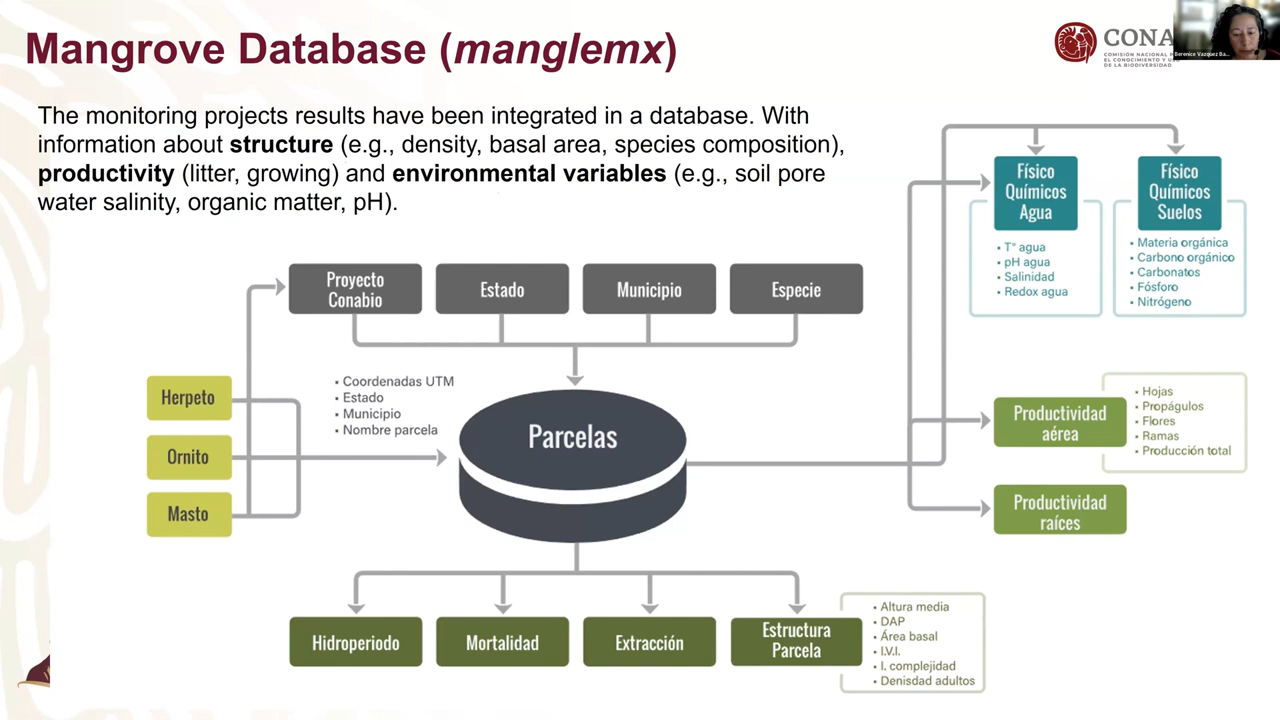 Mangrove Database (manglemx)
CONA
COMISIÓN NACIONAL
EL CONOCIMIENTO Y US
DE LA BIODIVERSIDAD
Berenice Vazquez Ba...
The monitoring projects results have been integrated in a database. With
information about structure (e.g., density, basal area, species composition),
productivity (litter, growing) and environmental variables (e.g., soil pore
water salinity, organic matter, pH).
Físico
Químicos
Agua
• T° agua
• pH agua
• Salinidad
• Redox agua
Físico
Químicos
Suelos
• Materia orgánica
• Carbono orgánico
• Carbonatos
• Fósforo
• Nitrógeno
Proyecto
Conabio
Estado
Municipio
Especie
Herpeto
Ornito
Masto
• Coordenadas UTM
• Estado
• Municipio
• Nombre parcela
Parcelas
Productividad
aérea
• Hojas
• Propágulos
• Flores
• Ramas
• Producción total
Productividad
raíces
Hidroperiodo
Mortalidad
Extracción
Estructura
Parcela
• Altura media
• DAP
• Área basal
• I.V.I.
• I. complejidad
• Denisdad adultos